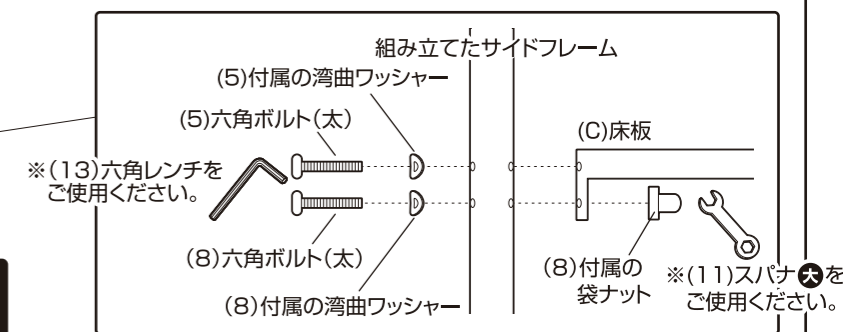 組み立てたサイドフレーム
(5)付属の湾曲ワッシャー
(5)六角ボルト(太)
(C)床板
※(13)六角レンチを
ご使用ください。
(8)六角ボルト(太)
(8)付属の
袋ナット
※(11)スパナ大を
ご使用ください。
(8)付属の湾曲ワッシャー